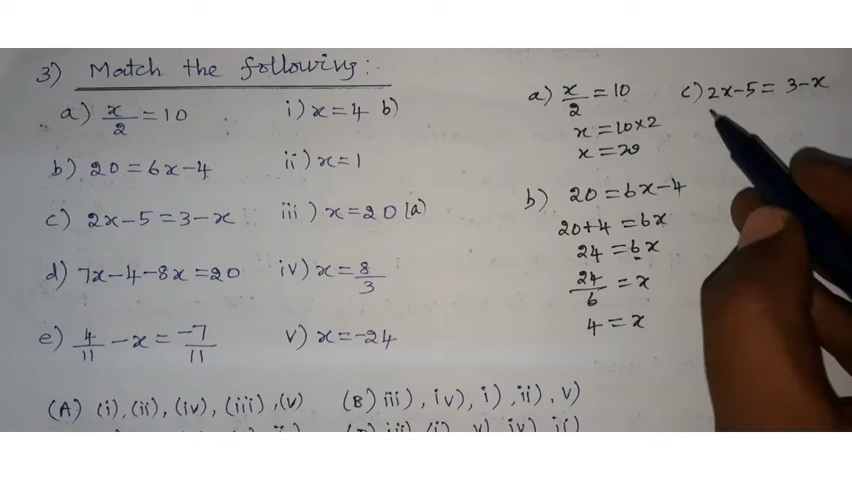 3) Match the following:-
a) x/2 = 10    i) x = 4 b)
b) 20 = 6x - 4    ii) x = 1
c) 2x - 5 = 3 - x    iii) x = 20 (a)
d) 7x - 4 - 8x = 20    iv) x = 8/3
e) 4/11 - x = -7/11    v) x = -24
(A) (i), (ii), (iv), (iii), (v)    (B) iii), iv), i), ii), v)
a) x/2 = 10
x = 10 × 2
x = 20
b) 20 = 6x - 4
20 + 4 = 6x
24 = 6x
24/6 = x
4 = x
c) 2x - 5 = 3 - x